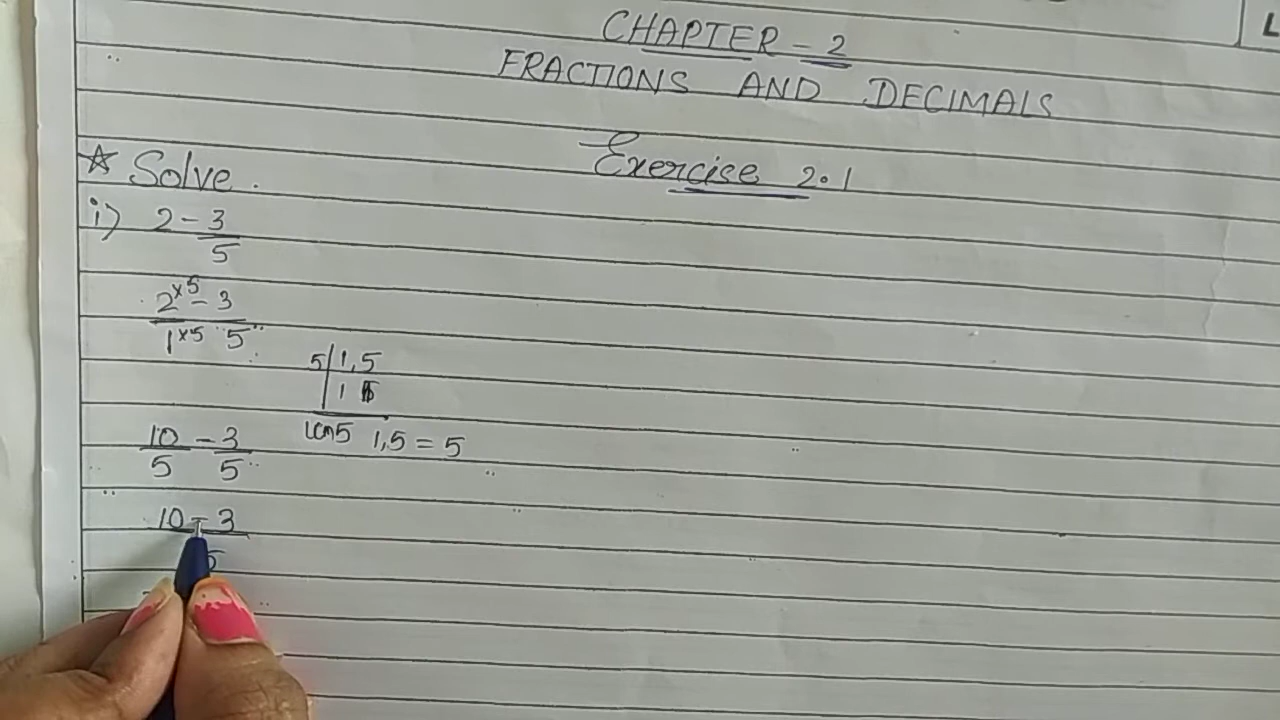 L
CHAPTER - 2
FRACTIONS AND DECIMALS
Exercise 2.1
☆ Solve.
i) 2 - 3
5
2×5 - 3
1×5 5
5 | 1, 5
1
10 - 3
5 5
1,5 = 5
10 - 3
5